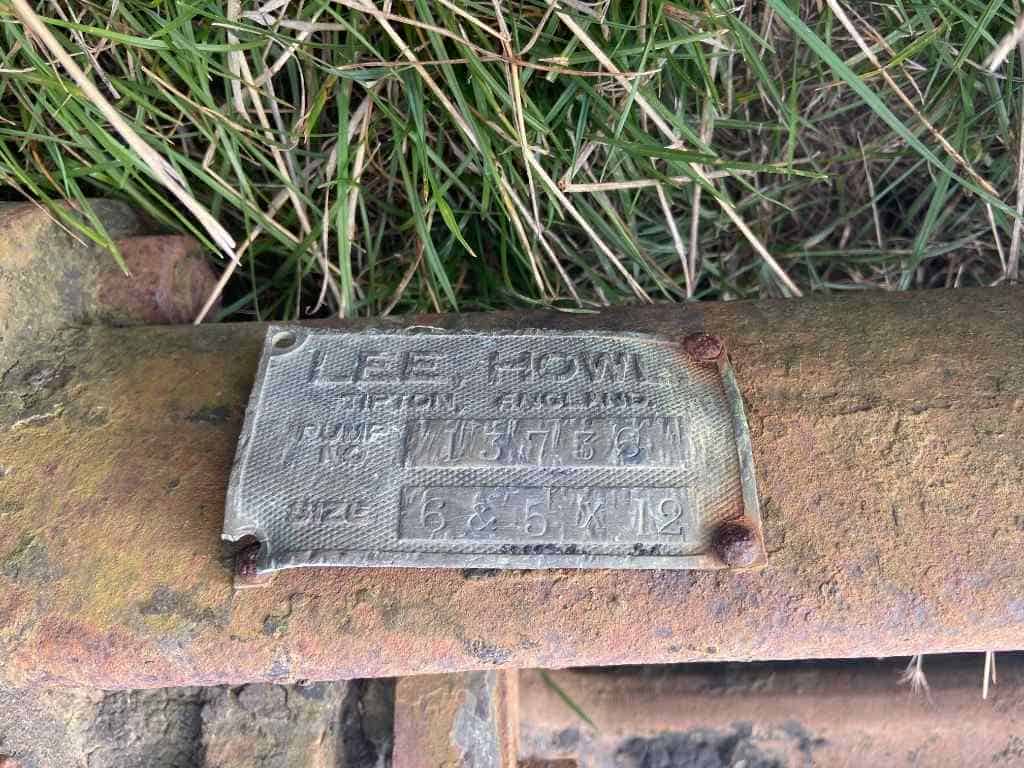 LEE, HOWL
TIPTON, ENGLAND.
PUMP NO 13736
SIZE 6 & 5 X 12